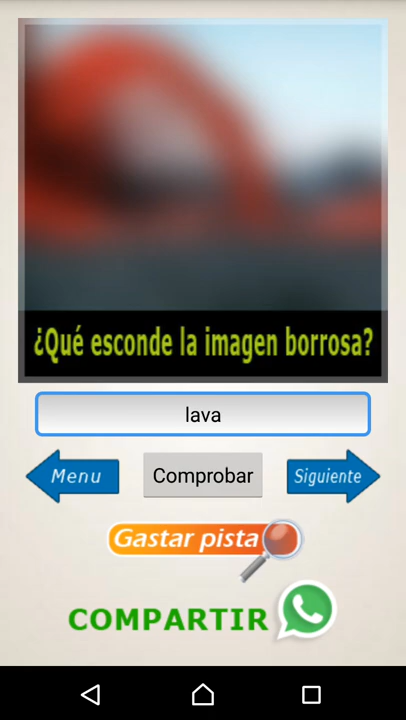 ¿Qué esconde la imagen borrosa?
lava
Menu
Comprobar
Siguiente
Gastar pista
COMPARTIR